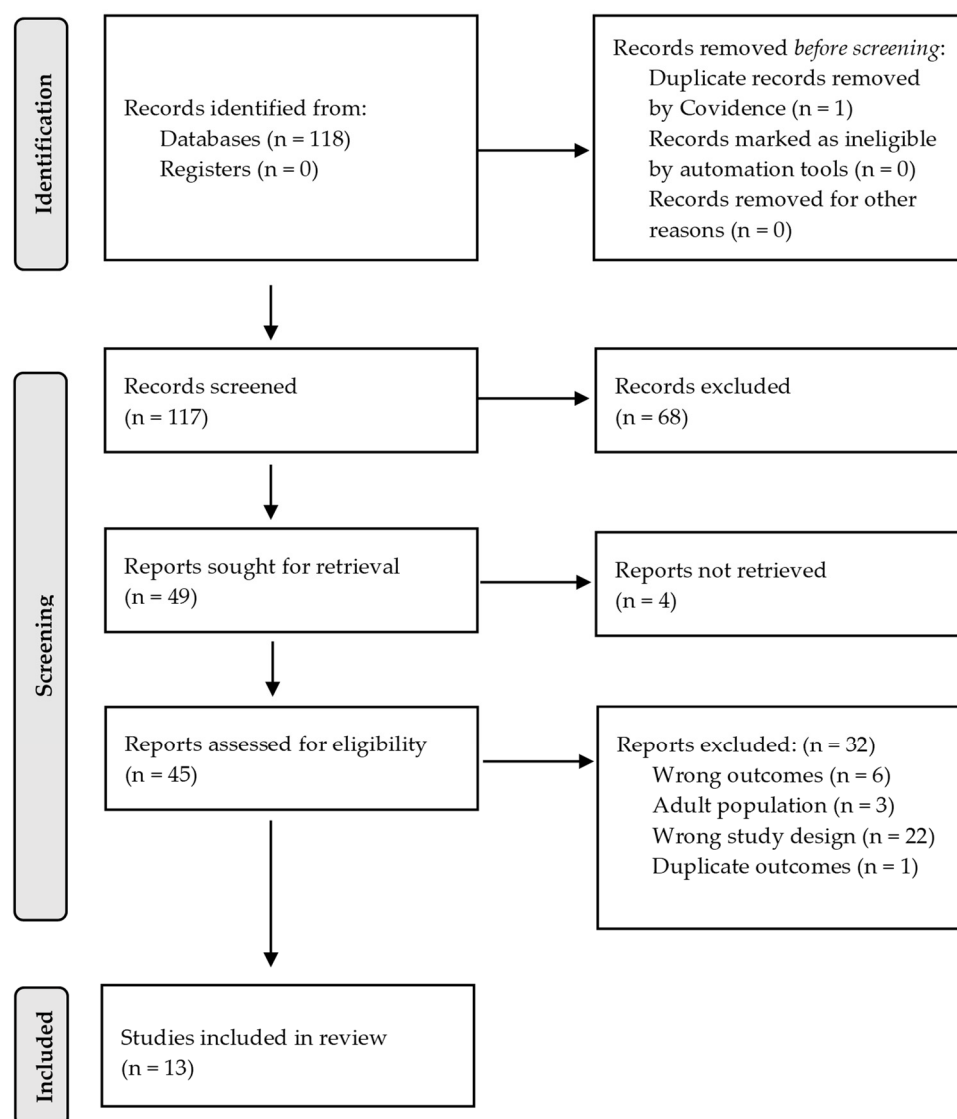 Identification
Records identified from:
Databases (n = 118)
Registers (n = 0)
Records removed before screening:
Duplicate records removed
by Covidence (n = 1)
Records marked as ineligible
by automation tools (n = 0)
Records removed for other
reasons (n = 0)
Screening
Records screened
(n = 117)
Records excluded
(n = 68)
Reports sought for retrieval
(n = 49)
Reports not retrieved
(n = 4)
Reports assessed for eligibility
(n = 45)
Reports excluded: (n = 32)
Wrong outcomes (n = 6)
Adult population (n = 3)
Wrong study design (n = 22)
Duplicate outcomes (n = 1)
Included
Studies included in review
(n = 13)